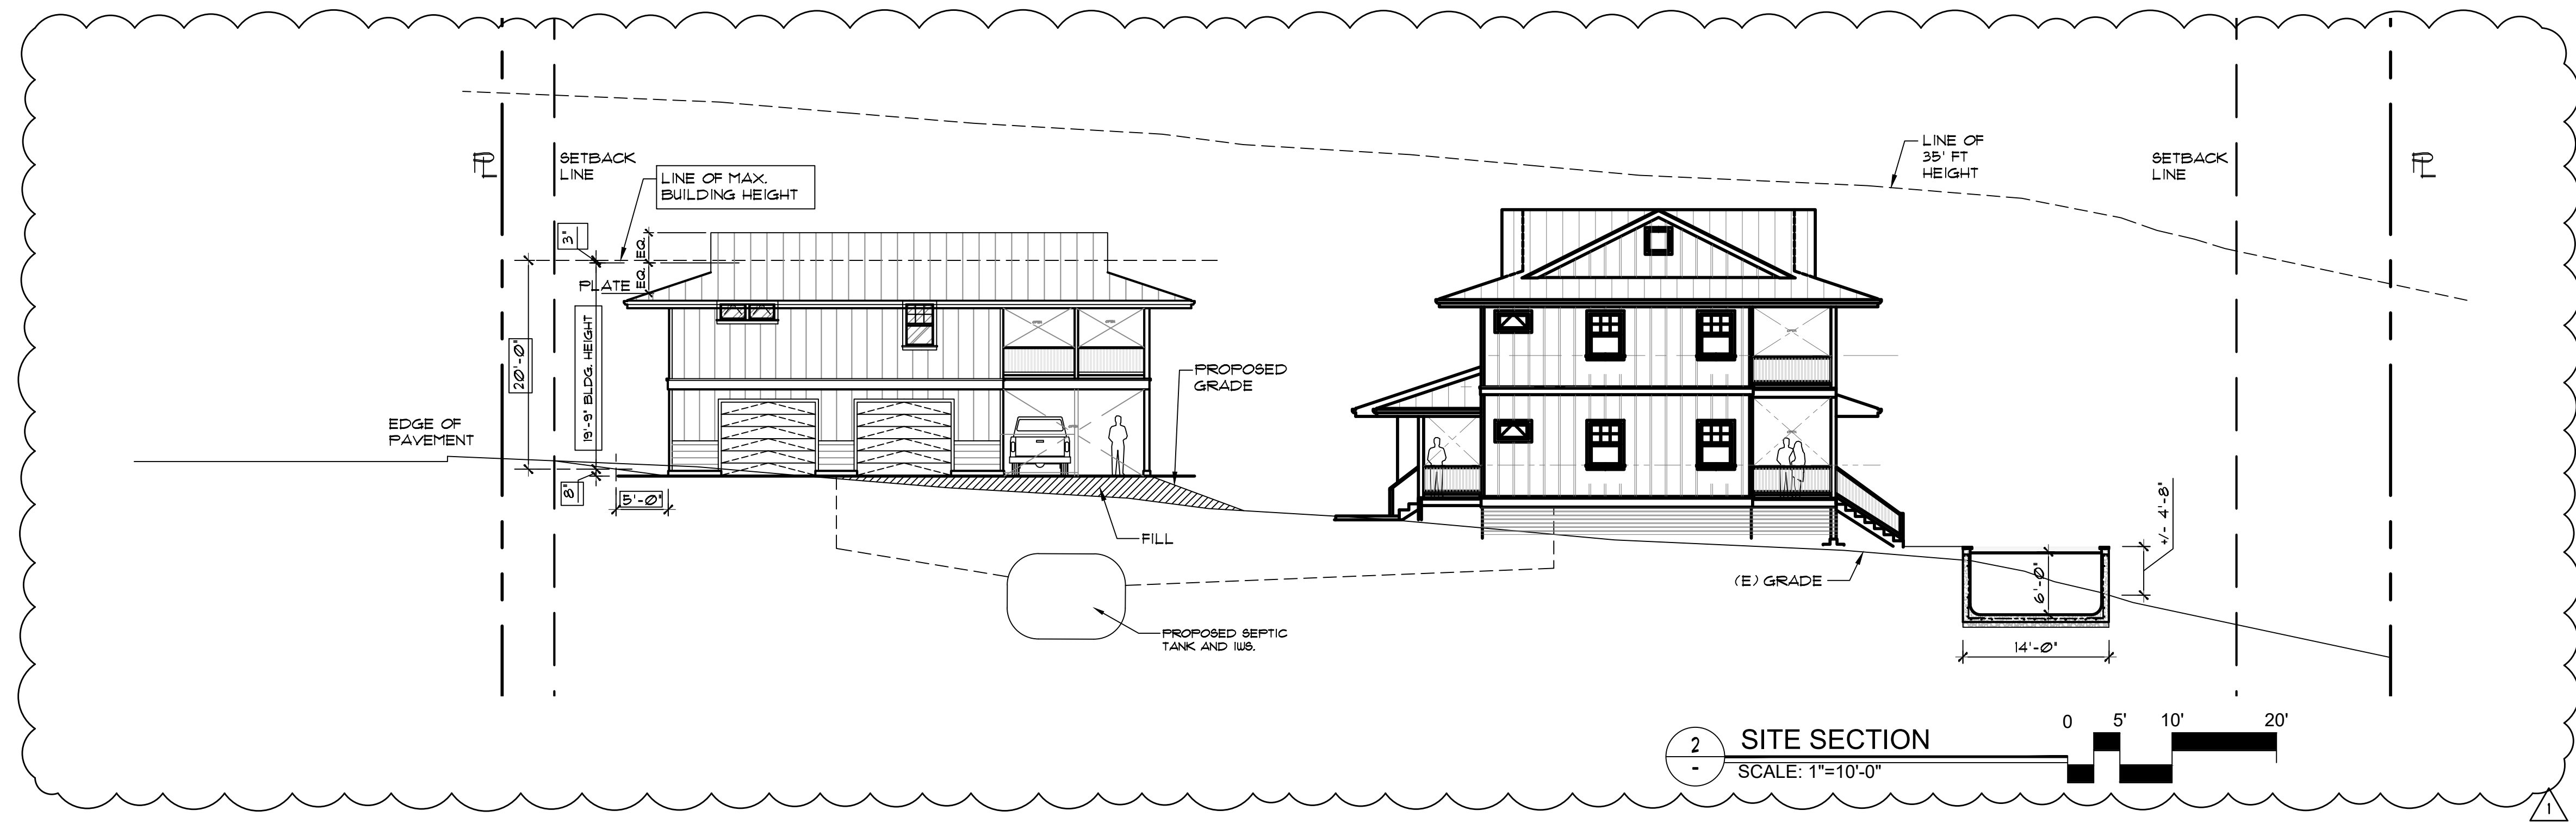 SETBACK
LINE
LINE OF MAX.
BUILDING HEIGHT
LINE OF
35' FT
HEIGHT
SETBACK
LINE
3"
EQ.
EQ.
PLATE
20'-0"
19'-9" BLDG. HEIGHT
8"
5'-0"
EDGE OF
PAVEMENT
PROPOSED
GRADE
FILL
PROPOSED SEPTIC
TANK AND IWS.
(E) GRADE
6'-0"
+/- 4'-8"
14'-0"
2
-
SITE SECTION
SCALE: 1"=10'-0"
0 5' 10' 20'
1